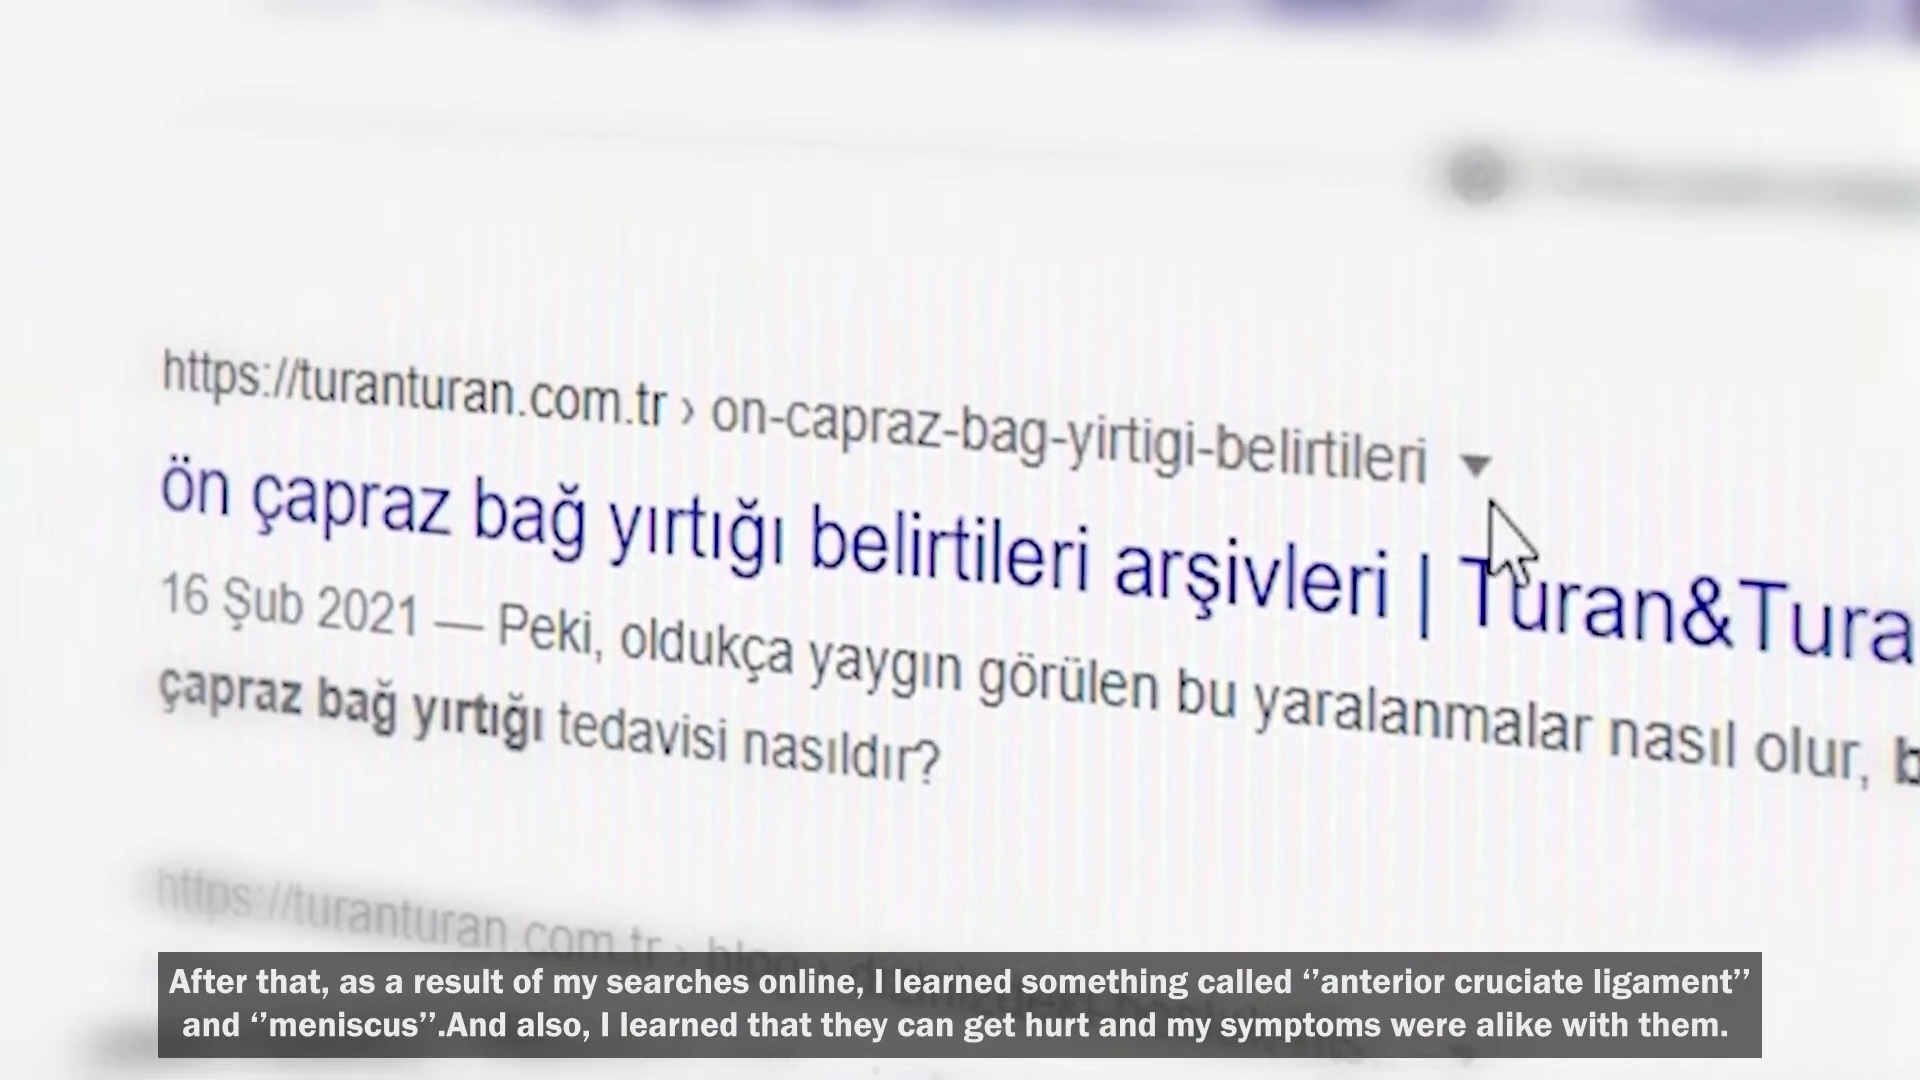 https://turanturan.com.tr › on-capraz-bag-yirtigi-belirtileri
ön çapraz bağ yırtığı belirtileri arşivleri | Turan&Tura
16 Şub 2021 — Peki, oldukça yaygın görülen bu yaralanmalar nasıl olur, b
çapraz bağ yırtığı tedavisi nasıldır?
https://turanturan.com.tr › blog
After that, as a result of my searches online, I learned something called ‘’anterior cruciate ligament’’
and ‘’meniscus’’.And also, I learned that they can get hurt and my symptoms were alike with them.